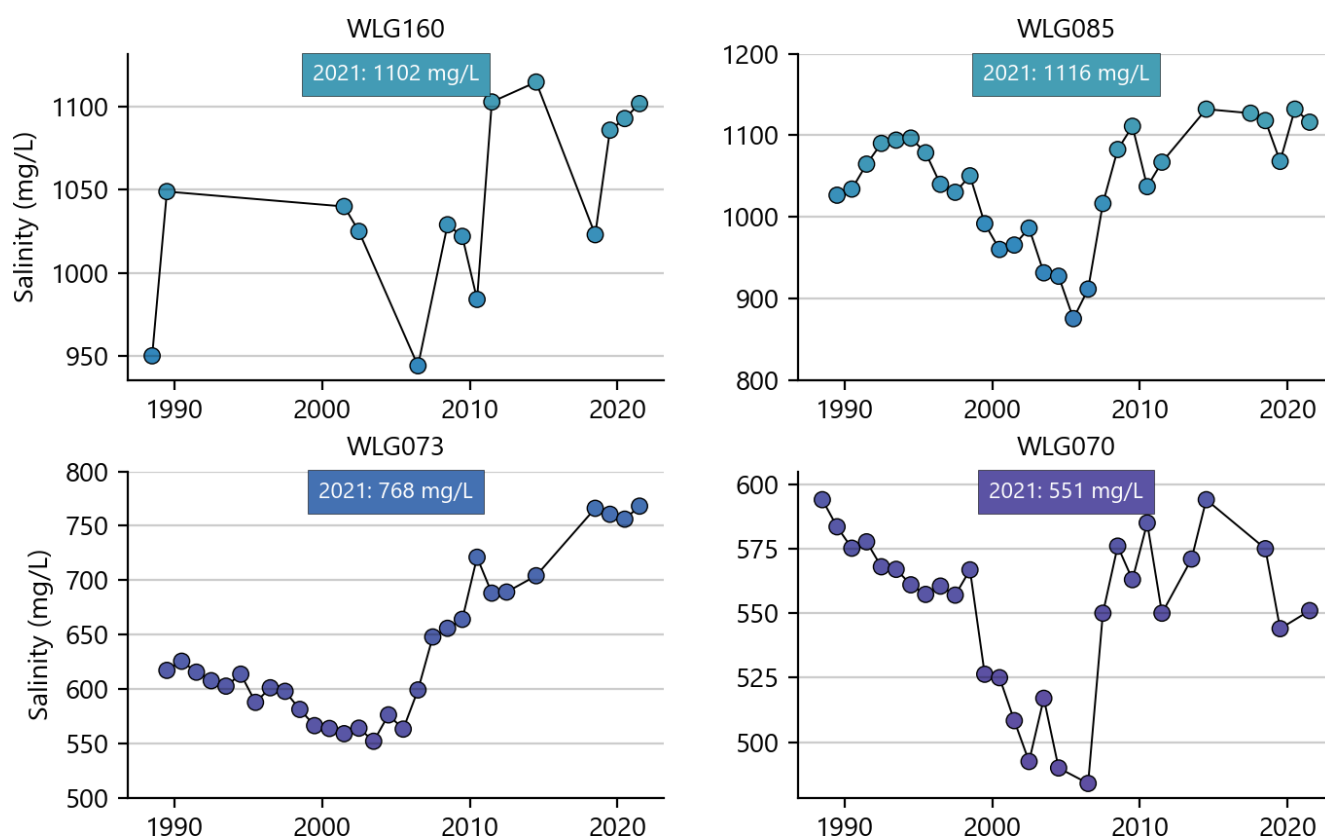 WLG160
2021: 1102 mg/L
Salinity (mg/L)
1100
1050
1000
950
1990 2000 2010 2020
WLG085
2021: 1116 mg/L
1200
1100
1000
900
800
1990 2000 2010 2020
WLG073
2021: 768 mg/L
Salinity (mg/L)
800
750
700
650
600
550
500
1990 2000 2010 2020
WLG070
2021: 551 mg/L
600
575
550
525
500
1990 2000 2010 2020